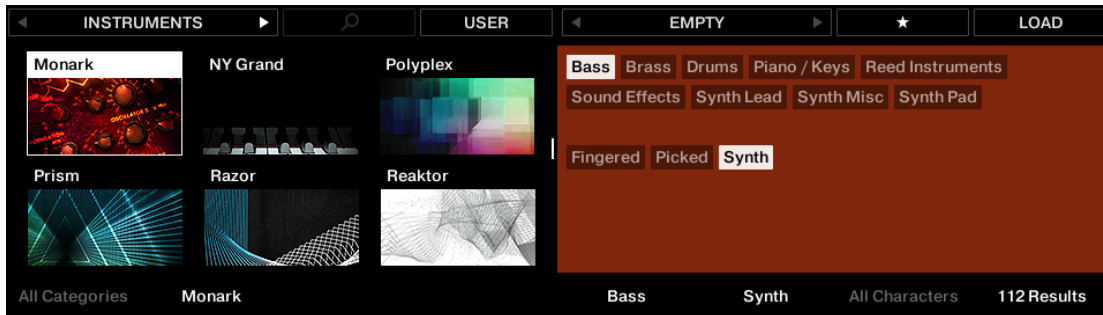 INSTRUMENTS USER EMPTY ★ LOAD
Monark NY Grand Polyplex
Bass Brass Drums Piano / Keys Reed Instruments
Sound Effects Synth Lead Synth Misc Synth Pad
Fingered Picked Synth
Prism Razor Reaktor
All Categories Monark Bass Synth All Characters 112 Results